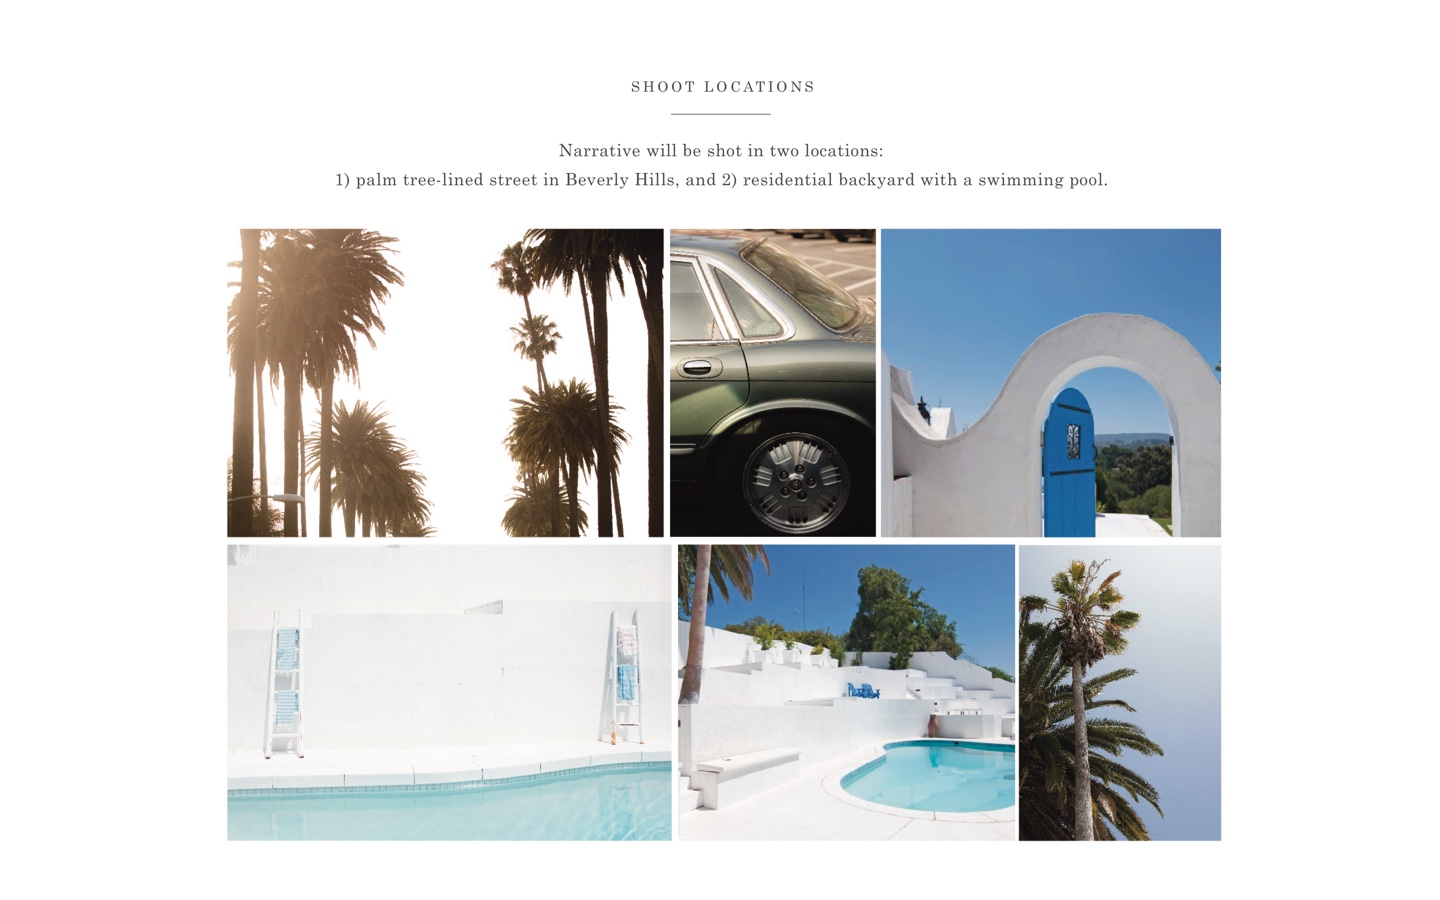 SHOOT LOCATIONS
Narrative will be shot in two locations:
1) palm tree-lined street in Beverly Hills, and 2) residential backyard with a swimming pool.